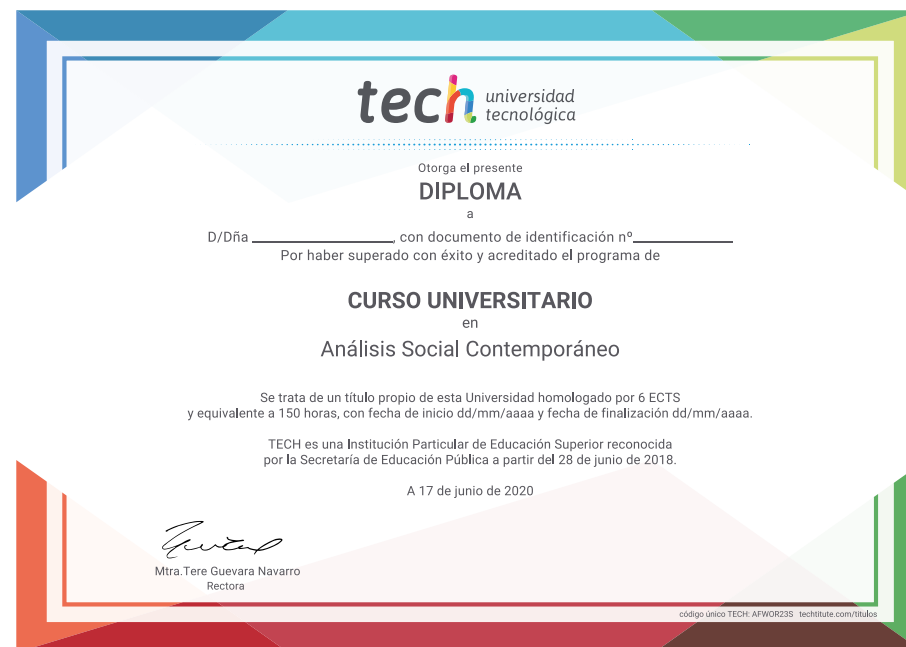 tech universidad
tecnológica
Otorga el presente
DIPLOMA
a
D/Dña ____________________, con documento de identificación nº______________
Por haber superado con éxito y acreditado el programa de
CURSO UNIVERSITARIO
en
Análisis Social Contemporáneo
Se trata de un título propio de esta Universidad homologado por 6 ECTS
y equivalente a 150 horas, con fecha de inicio dd/mm/aaaa y fecha de finalización dd/mm/aaaa.
TECH es una Institución Particular de Educación Superior reconocida
por la Secretaría de Educación Pública a partir del 28 de junio de 2018.
A 17 de junio de 2020
Mtra.Tere Guevara Navarro
Rectora
código único TECH: AFWOR23S techtitute.com/titulos